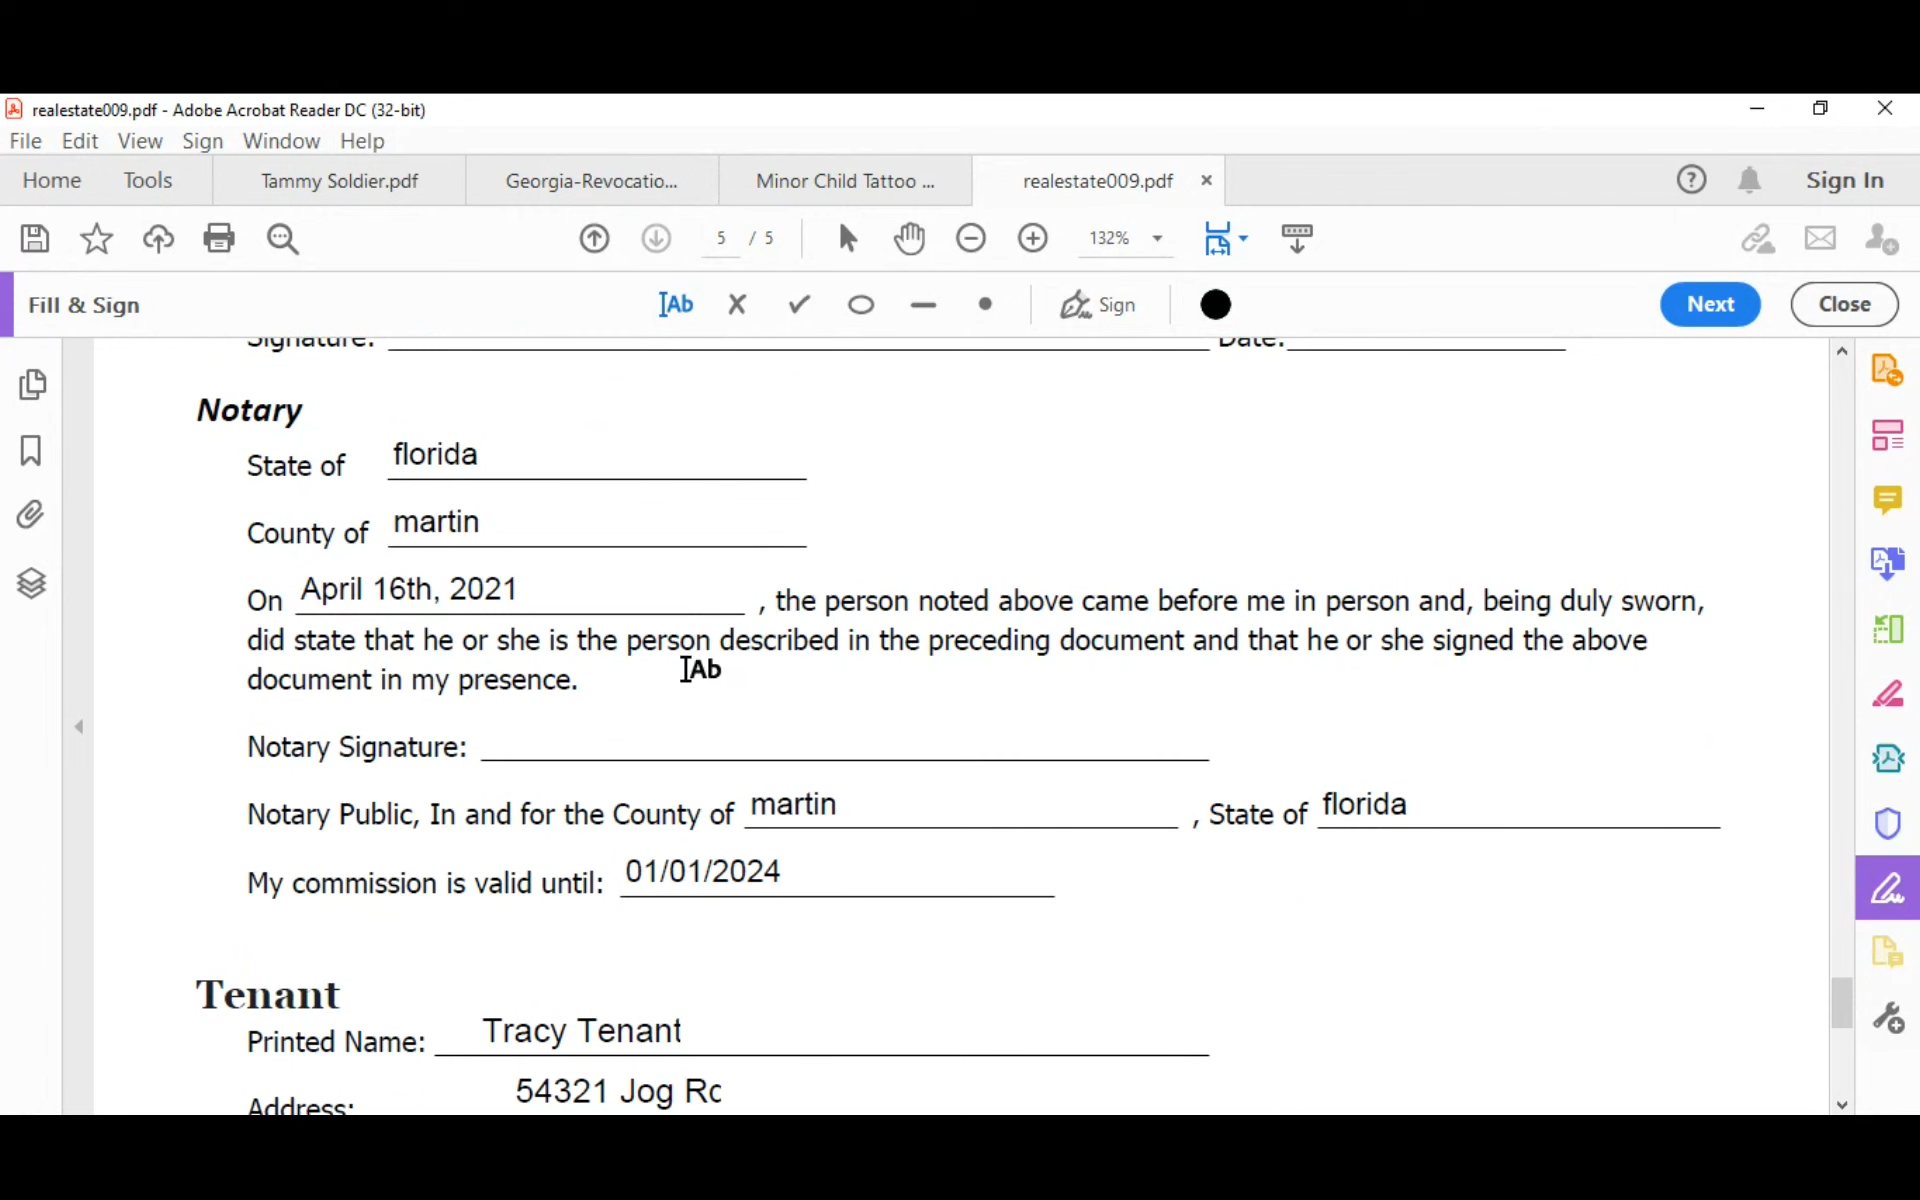 realestate009.pdf - Adobe Acrobat Reader DC (32-bit)
File Edit View Sign Window Help
Home Tools Tammy Soldier.pdf Georgia-Revocatio... Minor Child Tattoo ... realestate009.pdf × ? Sign In
5 / 5 132%
Fill & Sign Ab Sign Next Close
Signature: Date:
Notary
State of florida
County of martin
On April 16th, 2021 , the person noted above came before me in person and, being duly sworn,
did state that he or she is the person described in the preceding document and that he or she signed the above
document in my presence.
Ab
Notary Signature:
Notary Public, In and for the County of martin , State of florida
My commission is valid until: 01/01/2024
Tenant
Printed Name: Tracy Tenant
Address: 54321 Jog